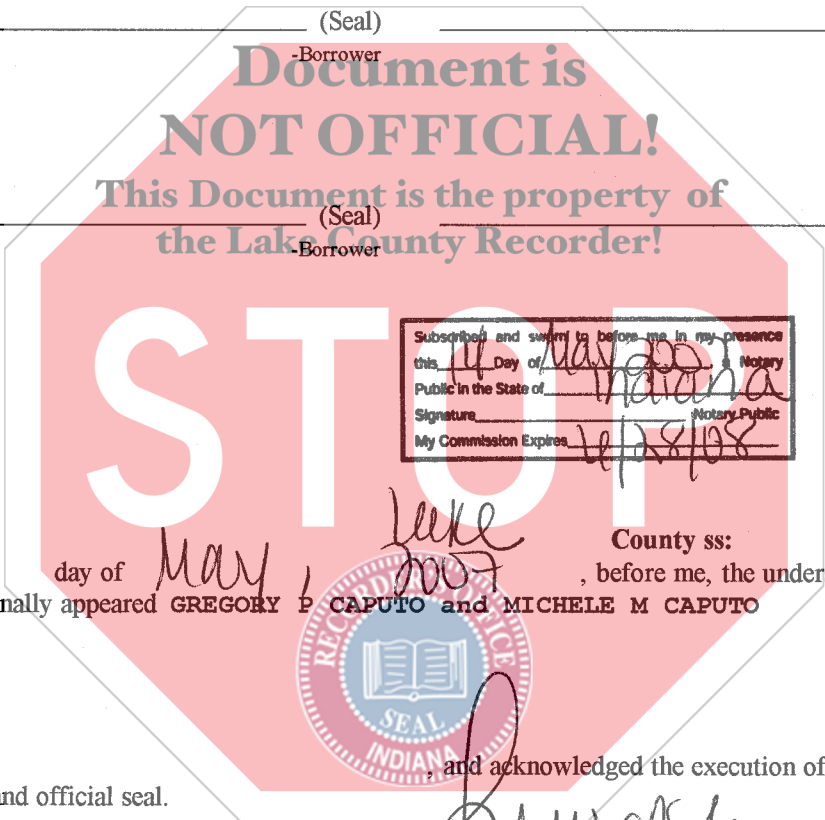 (Seal)
-Borrower
Document is
NOT OFFICIAL!
This Document is the property of
(Seal)
the Lake County Recorder!
-Borrower
STOP
Subscribed and sworn to before me in my presence
this 14 Day of May 2007 a Notary
Public in the State of Indiana
Signature Notary Public
My Commission Expires 6/28/08
Lake County ss:
day of May, 2007, before me, the under
nally appeared GREGORY P CAPUTO and MICHELE M CAPUTO
RECORDER'S OFFICE
SEAL
INDIANA
, and acknowledged the execution of
nd official seal.